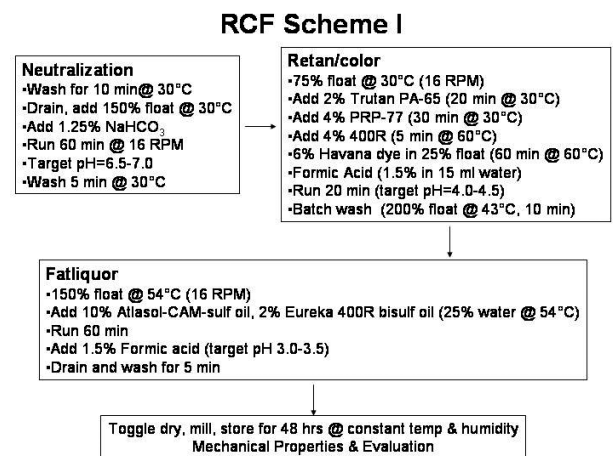 RCF Scheme I
Neutralization
•Wash for 10 min@ 30°C
•Drain, add 150% float @ 30°C
•Add 1.25% NaHCO₃
•Run 60 min @ 16 RPM
•Target pH=6.5-7.0
•Wash 5 min @ 30°C
Retan/color
•75% float @ 30°C (16 RPM)
•Add 2% Trutan PA-65 (20 min @ 30°C)
•Add 4% PRP-77 (30 min @ 30°C)
•Add 4% 400R (5 min @ 60°C)
•6% Havana dye in 25% float (60 min @ 60°C)
•Formic Acid (1.5% in 15 ml water)
•Run 20 min (target pH=4.0-4.5)
•Batch wash (200% float @ 43°C, 10 min)
Fatliquor
•150% float @ 54°C (16 RPM)
•Add 10% Atlasol-CAM-sulf oil, 2% Eureka 400R bisulf oil (25% water @ 54°C)
•Run 60 min
•Add 1.5% Formic acid (target pH 3.0-3.5)
•Drain and wash for 5 min
Toggle dry, mill, store for 48 hrs @ constant temp & humidity
Mechanical Properties & Evaluation